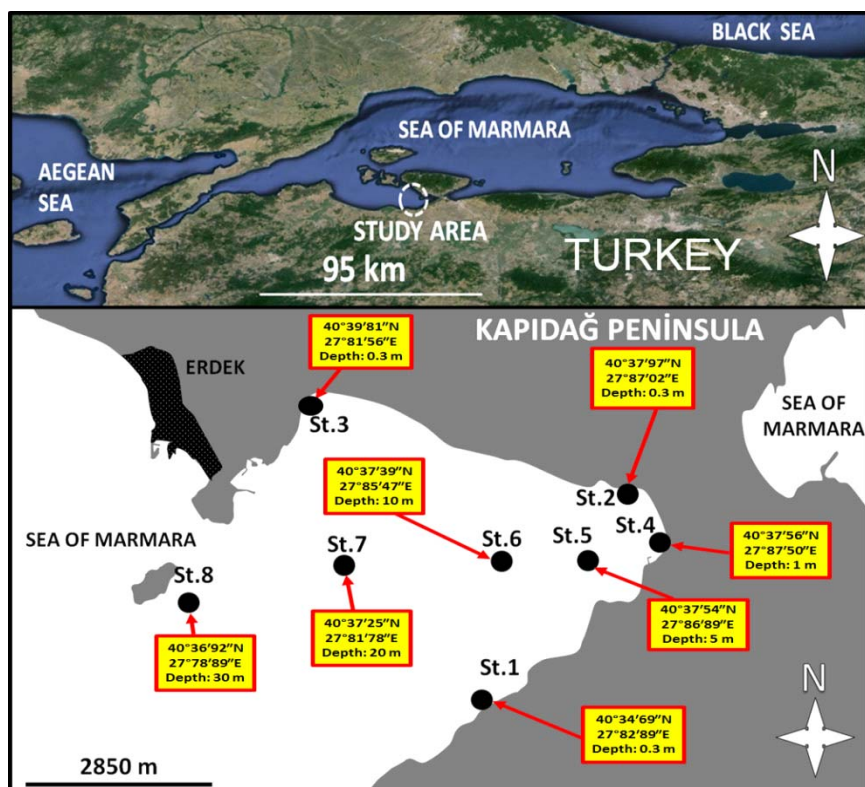 BLACK SEA
SEA OF MARMARA
AEGEAN
SEA
N
STUDY AREA
95 km
TURKEY
40°39'81"N
27°81'56"E
Depth: 0.3 m
KAPIDAĞ PENİNSULA
40°37'97"N
27°87'02"E
Depth: 0.3 m
ERDEK
SEA OF
MARMARA
St.3
40°37'39"N
27°85'47"E
Depth: 10 m
St.2
SEA OF MARMARA
St.7
St.6
St.5
St.4
40°37'56"N
27°87'50"E
Depth: 1 m
St.8
40°37'25"N
27°81'78"E
Depth: 20 m
40°37'54"N
27°86'89"E
Depth: 5 m
40°36'92"N
27°78'89"E
Depth: 30 m
St.1
40°34'69"N
27°82'89"E
Depth: 0.3 m
N
2850 m